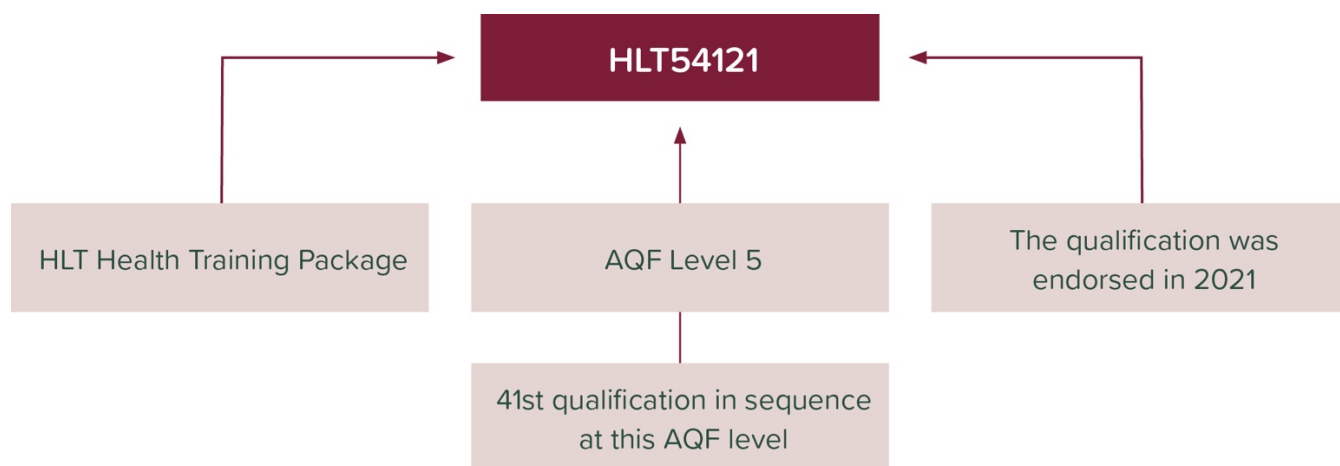 HLT54121
HLT Health Training Package
AQF Level 5
The qualification was
endorsed in 2021
41st qualification in sequence
at this AQF level